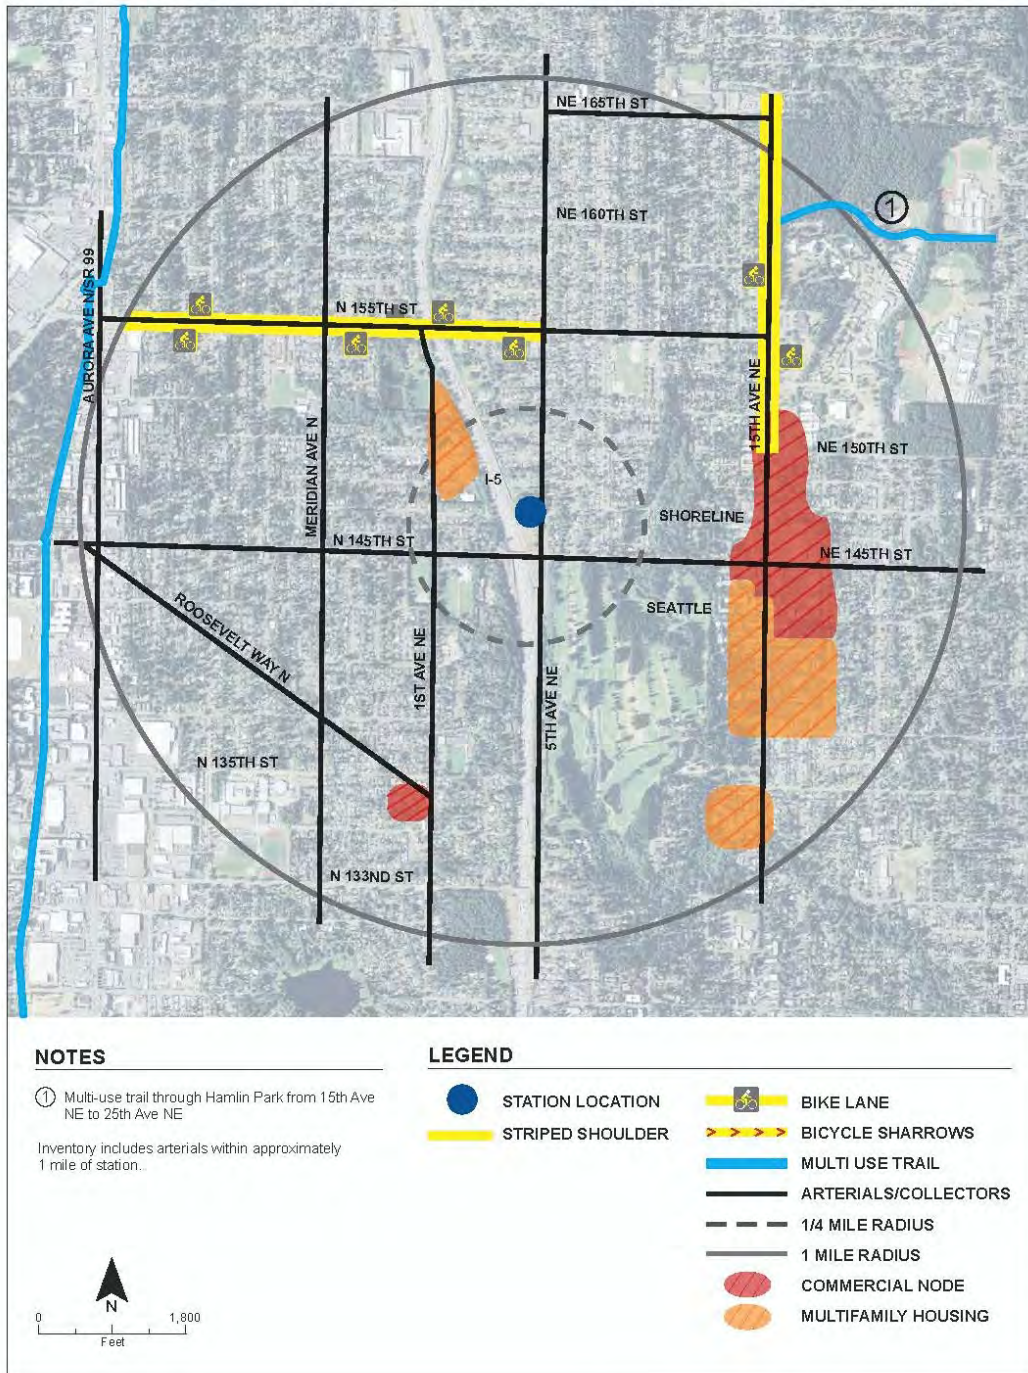 NE 165TH ST
1
NE 160TH ST
AURORA AVE N/SR 99
N 155TH ST
15TH AVE NE
MERIDIAN AVE N
NE 150TH ST
I-5
SHORELINE
N 145TH ST
NE 145TH ST
SEATTLE
ROOSEVELT WAY N
1ST AVE NE
5TH AVE NE
N 135TH ST
N 133ND ST
NOTES
1 Multi-use trail through Hamlin Park from 15th Ave
NE to 25th Ave NE
Inventory includes arterials within approximately
1 mile of station.
N
0 1,800
Feet
LEGEND
STATION LOCATION
STRIPED SHOULDER
BIKE LANE
BICYCLE SHARROWS
MULTI USE TRAIL
ARTERIALS/COLLECTORS
1/4 MILE RADIUS
1 MILE RADIUS
COMMERCIAL NODE
MULTIFAMILY HOUSING